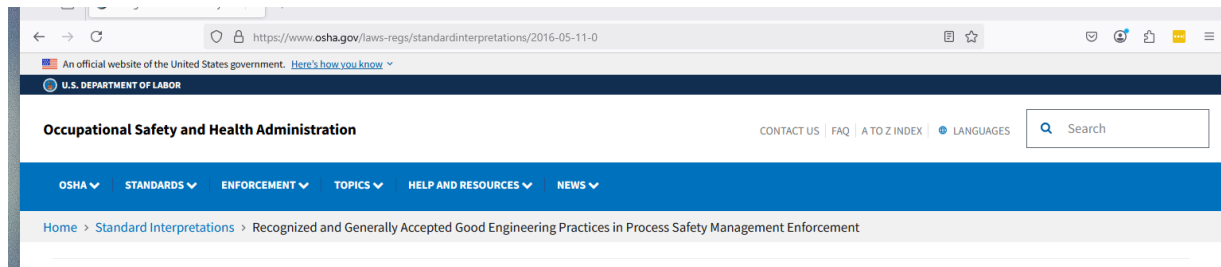 https://www.osha.gov/laws-regs/standardinterpretations/2016-05-11-0
An official website of the United States government. Here's how you know
U.S. DEPARTMENT OF LABOR
Occupational Safety and Health Administration
CONTACT US | FAQ | A TO Z INDEX | LANGUAGES
Search
OSHA STANDARDS ENFORCEMENT TOPICS HELP AND RESOURCES NEWS
Home > Standard Interpretations > Recognized and Generally Accepted Good Engineering Practices in Process Safety Management Enforcement